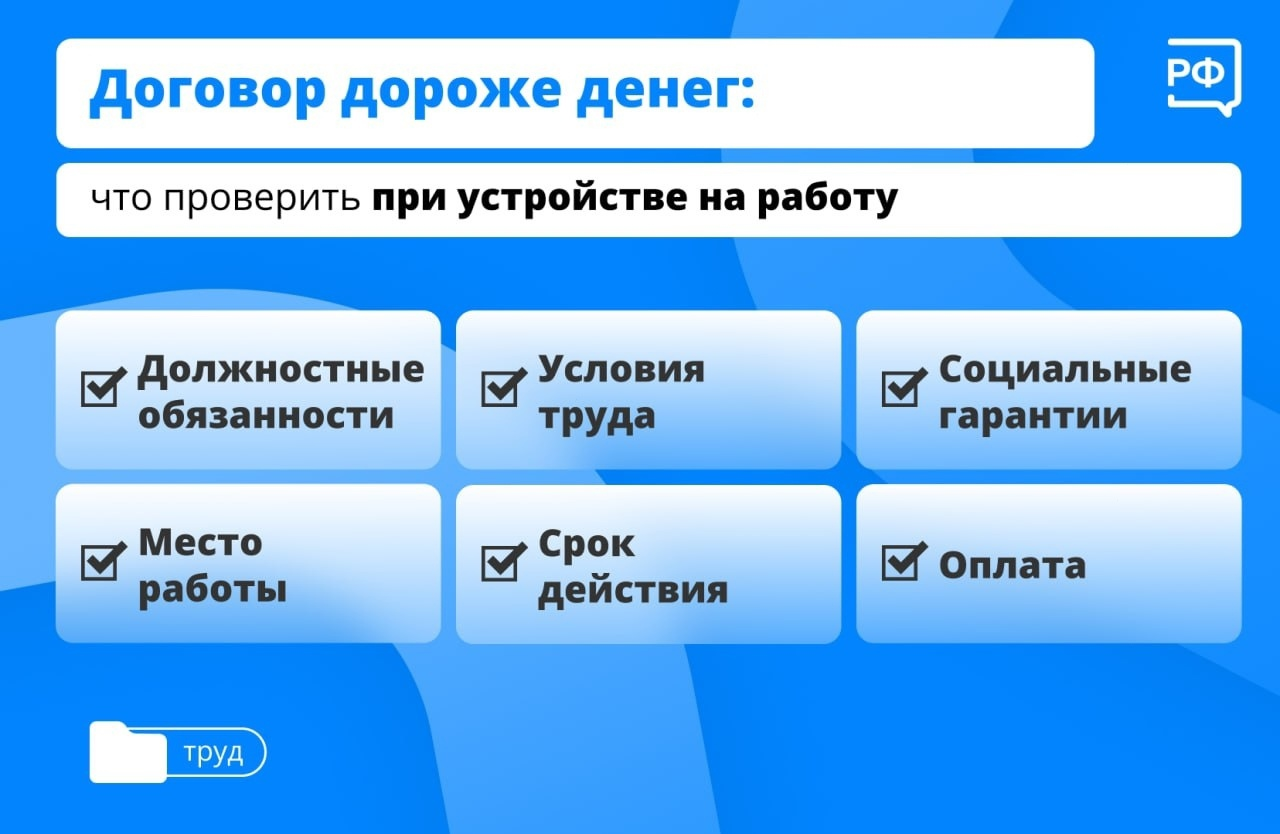 Договор дороже денег:
РФ
что проверить при устройстве на работу
Должностные
обязанности
Условия
труда
Социальные
гарантии
Место
работы
Срок
действия
Оплата
труд